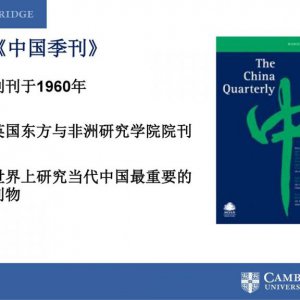 RIDGE
《中国季刊》
创刊于1960年
英国东方与非洲研究学院院刊
世界上研究当代中国最重要的
刊物
The
China
Quarterly
中
CAMB
UNIVERS